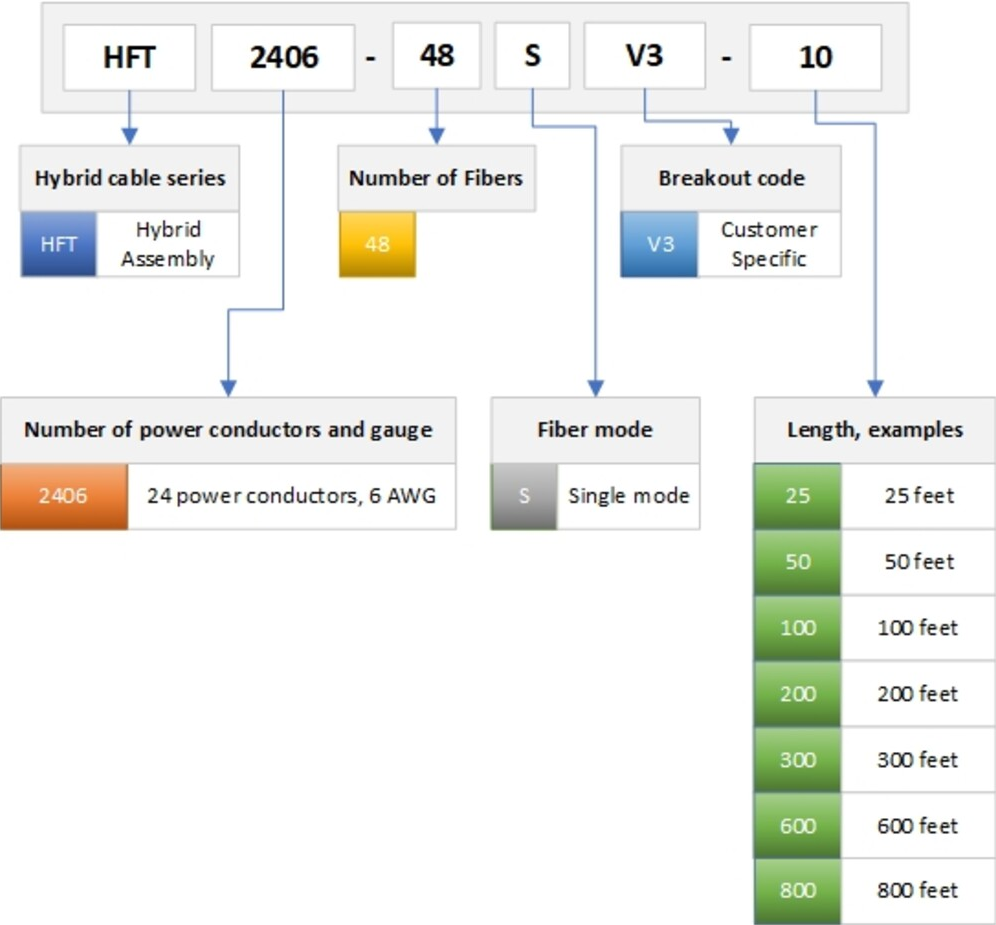 HFT 2406 - 48 S V3 - 10
Hybrid cable series
HFT Hybrid
Assembly
Number of Fibers
48
Breakout code
V3 Customer
Specific
Number of power conductors and gauge
2406 24 power conductors, 6 AWG
Fiber mode
S Single mode
Length, examples
25 25 feet
50 50 feet
100 100 feet
200 200 feet
300 300 feet
600 600 feet
800 800 feet